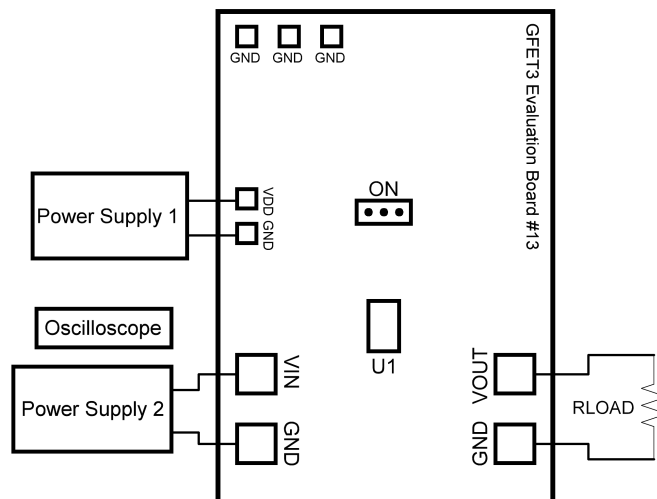 GND GND GND
GFET3 Evaluation Board #13
ON
VDD
Power Supply 1
GND
Oscilloscope
U1
VIN
VOUT
Power Supply 2
RLOAD
GND
GND